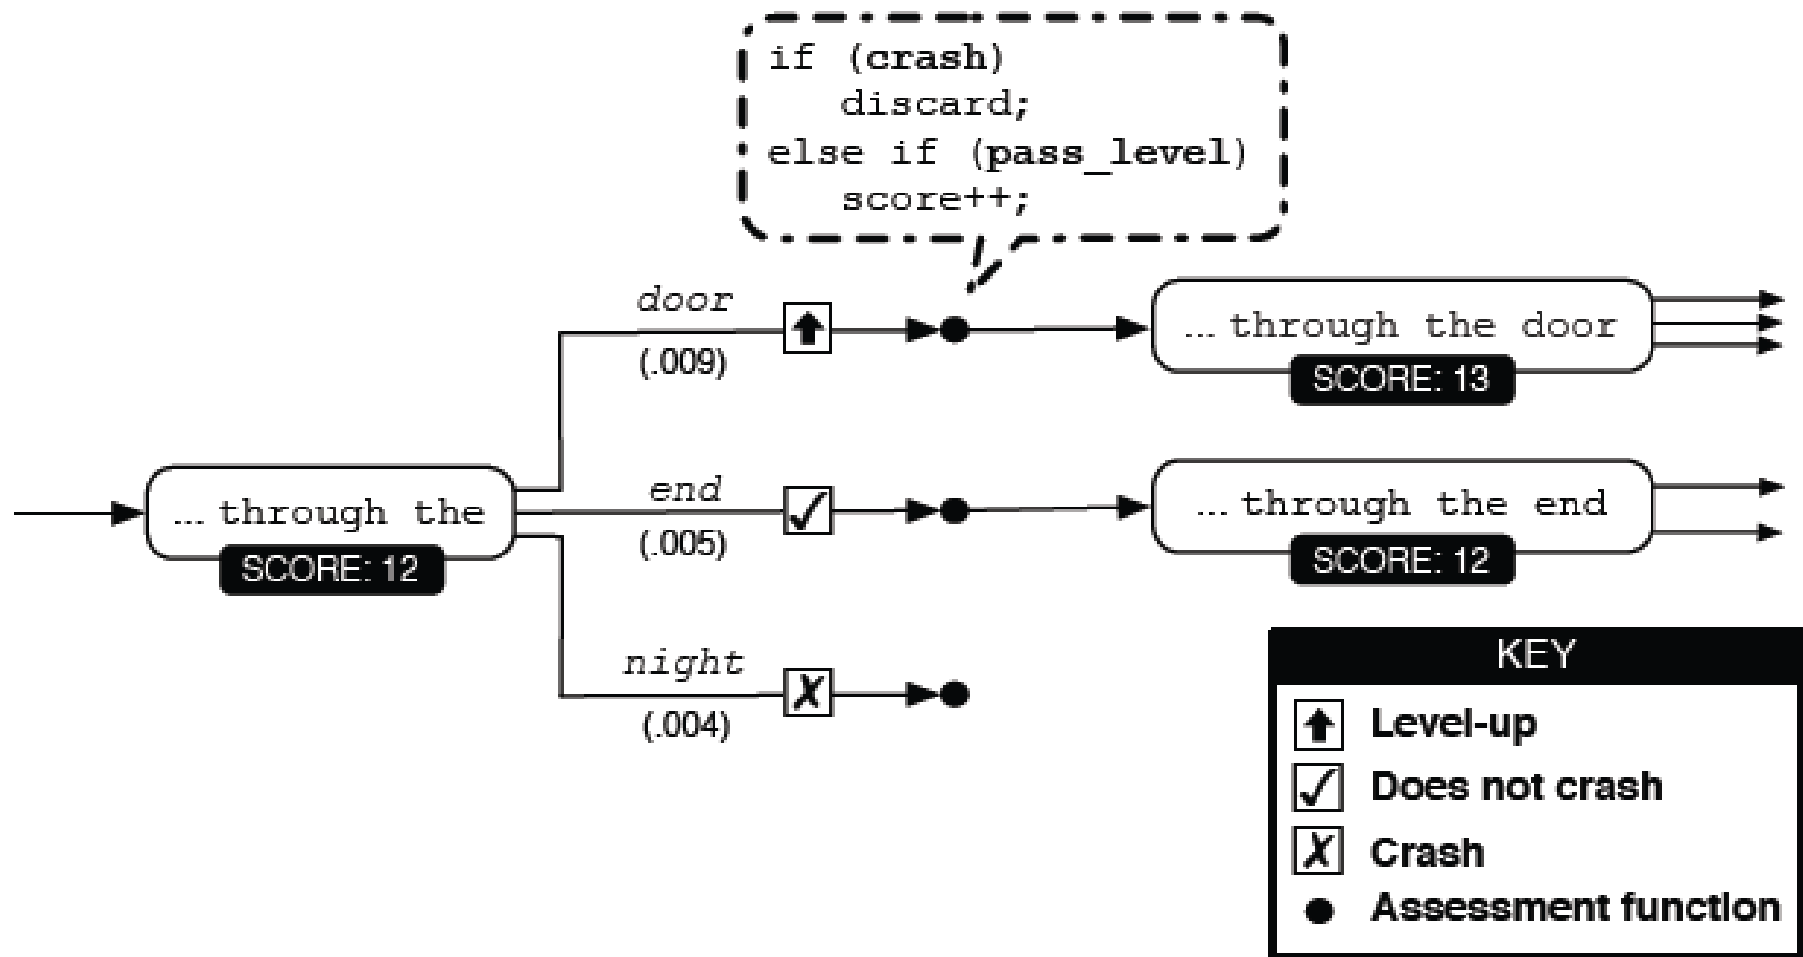 if (crash)
discard;
else if (pass_level)
score++;
door
(.009)
... through the door
SCORE: 13
... through the
SCORE: 12
end
(.005)
... through the end
SCORE: 12
night
(.004)
KEY
Level-up
Does not crash
X Crash
Assessment function